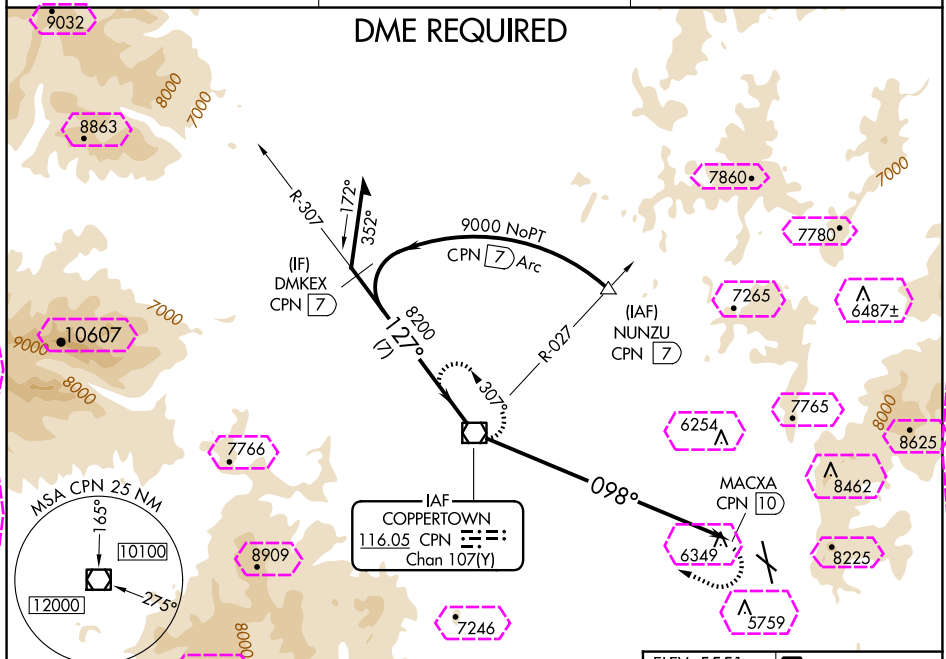 DME REQUIRED
9032
8000
7000
8863
7860
7000
R-307
172°
352°
9000 NoPT
CPN 7 Arc
7780
(IF)
DMKEX
CPN 7
(IAF)
NUNZU
CPN 7
7265
6487±
7000
10607
9000
8000
8200
127°
(7)
R-027
307°
7765
8000
6254
8625
7766
8462
MSA CPN 25 NM
165°
10100
12000
275°
098°
MACXA
CPN 10
IAF
COPPERTOWN
116.05 CPN
Chan 107(Y)
8909
6349
8225
7246
5759
8000
ELEV 5551